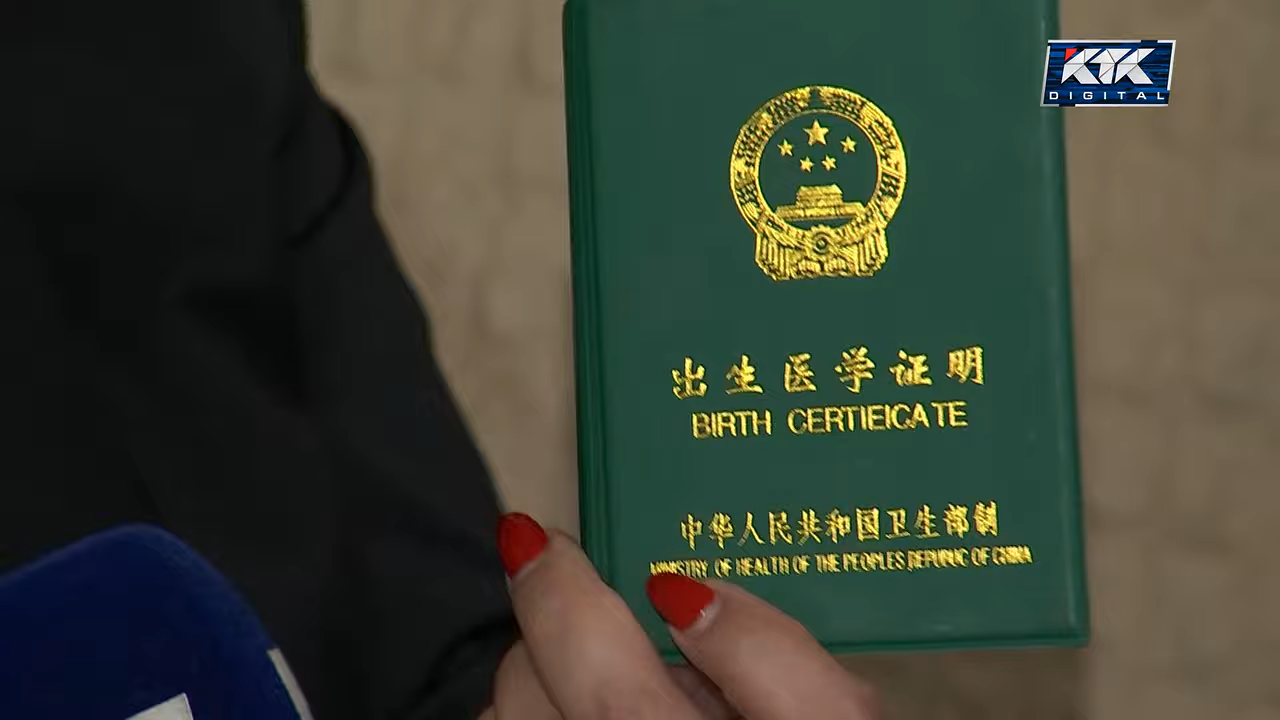 KTK
DIGITAL
出生医学证明
BIRTH CERTIEICATE
中华人民共和国卫生部制
MINISTRY OF HEALTH OF THE PEOPLES REPUBLIC OF CHINA